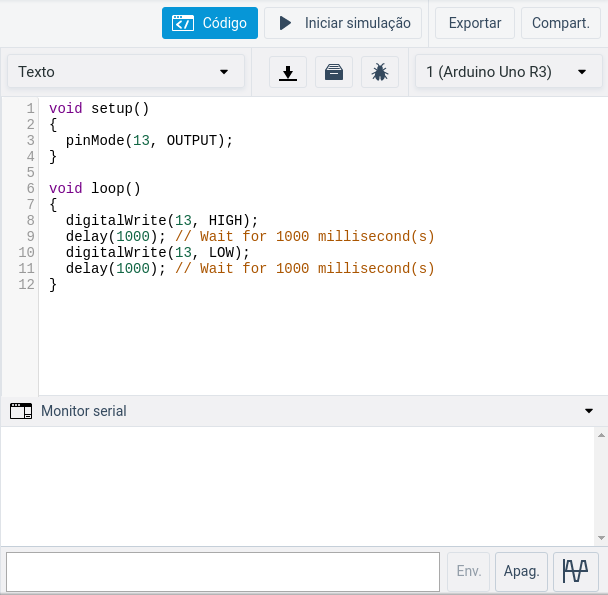 Código Iniciar simulação Exportar Compart.
Texto 1 (Arduino Uno R3)
1 void setup()
2 {
3   pinMode(13, OUTPUT);
4 }
5
6 void loop()
7 {
8   digitalWrite(13, HIGH);
9   delay(1000); // Wait for 1000 millisecond(s)
10   digitalWrite(13, LOW);
11   delay(1000); // Wait for 1000 millisecond(s)
12 }
Monitor serial
Env. Apag.